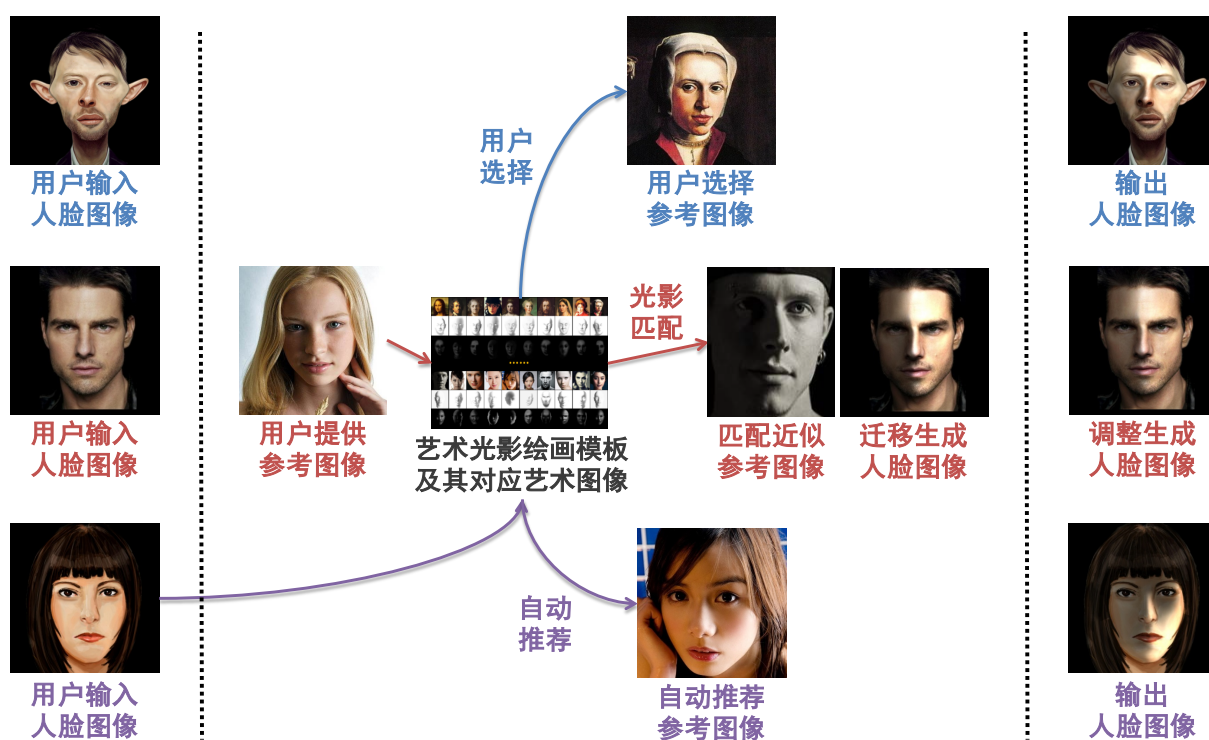 用户
选择
用户输入
人脸图像
用户选择
参考图像
输出
人脸图像
光影
匹配
用户输入
人脸图像
用户提供
参考图像
艺术光影绘画模板
及其对应艺术图像
匹配近似
参考图像
迁移生成
人脸图像
调整生成
人脸图像
自动
推荐
用户输入
人脸图像
自动推荐
参考图像
输出
人脸图像